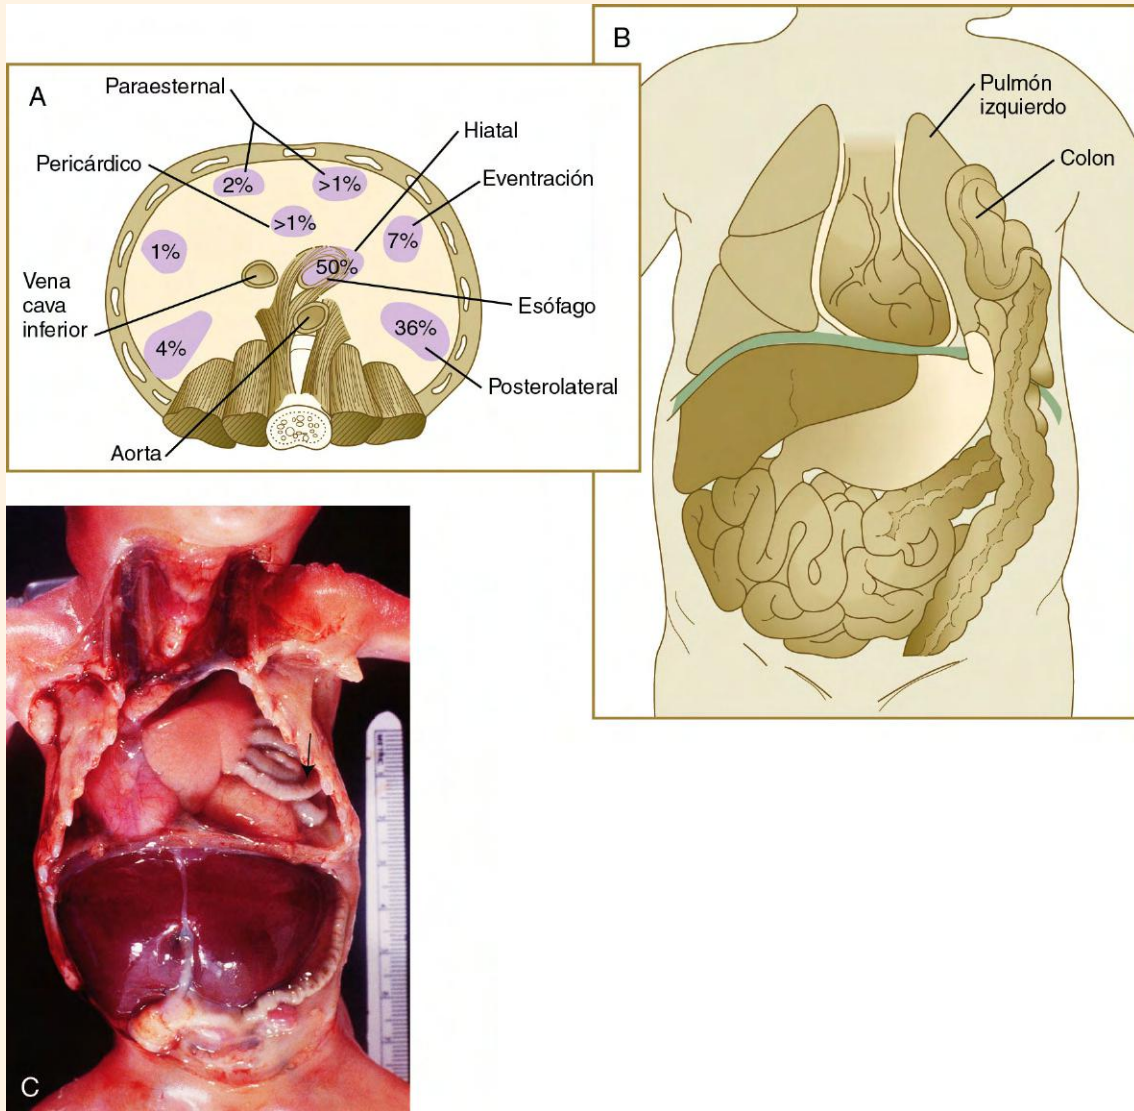 A
Paraesternal
Hiatal
Pericárdico
Eventración
2%
>1%
>1%
7%
1%
50%
Vena
cava
inferior
Esófago
36%
4%
Posterolateral
Aorta
B
Pulmón
izquierdo
Colon
C